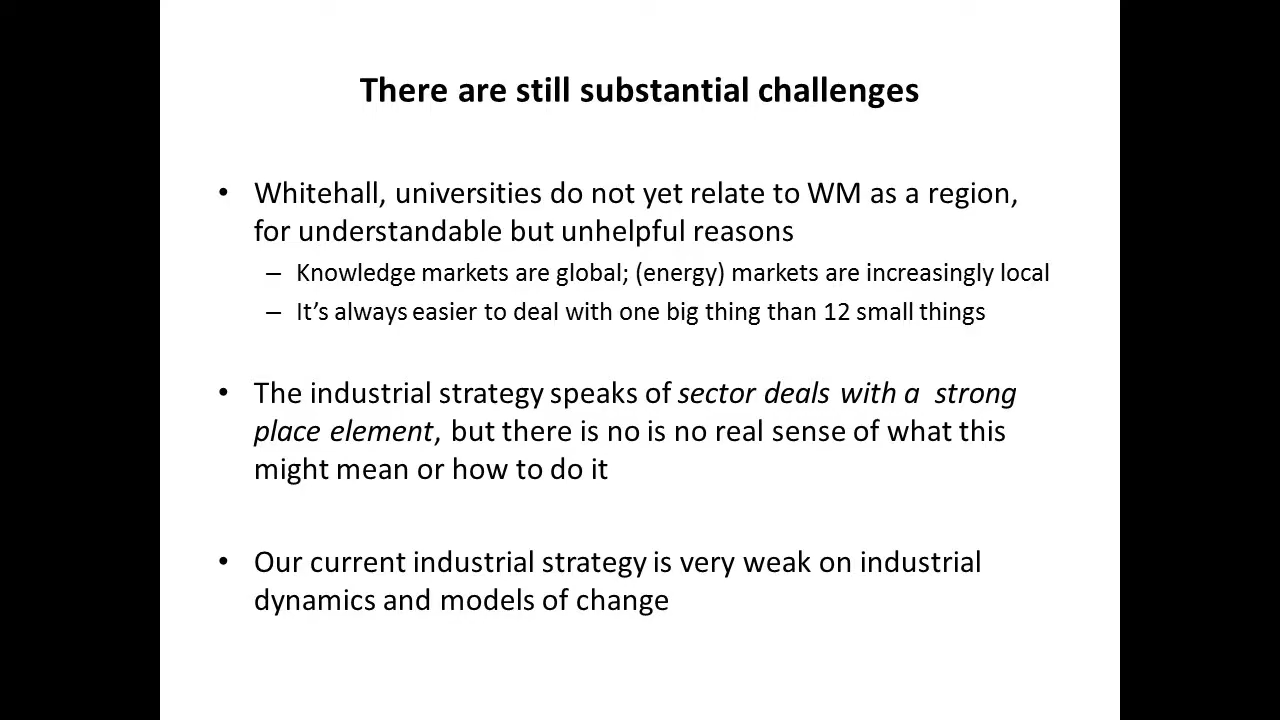 There are still substantial challenges
• Whitehall, universities do not yet relate to WM as a region,
for understandable but unhelpful reasons
– Knowledge markets are global; (energy) markets are increasingly local
– It’s always easier to deal with one big thing than 12 small things
• The industrial strategy speaks of sector deals with a  strong
place element, but there is no is no real sense of what this
might mean or how to do it
• Our current industrial strategy is very weak on industrial
dynamics and models of change